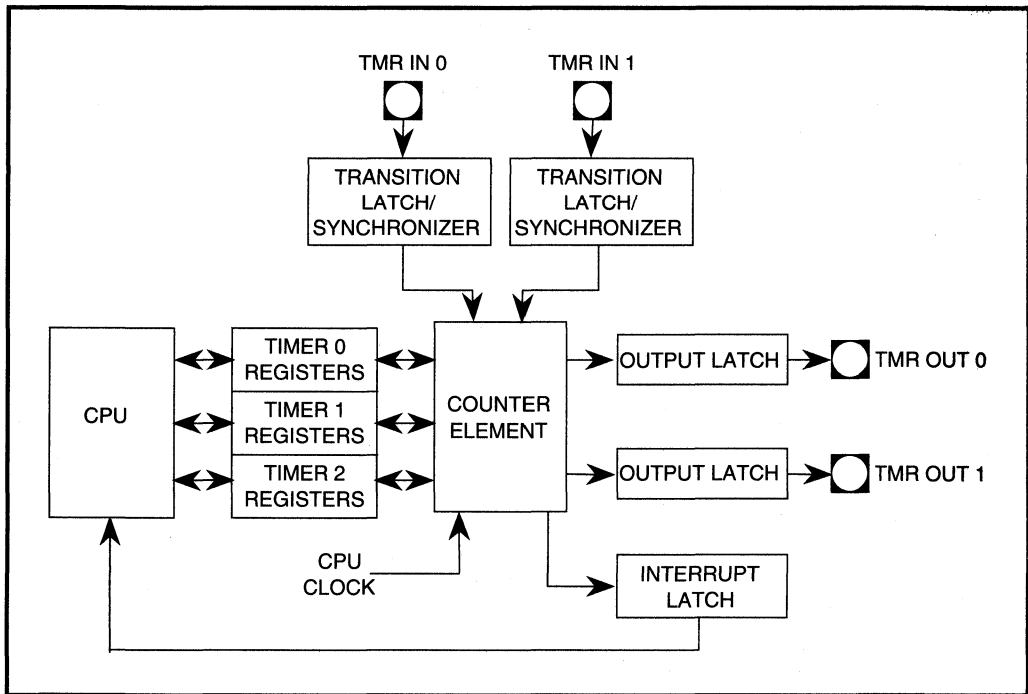 TMR IN 0
TMR IN 1
TRANSITION
LATCH/
SYNCHRONIZER
TRANSITION
LATCH/
SYNCHRONIZER
CPU
TIMER 0
REGISTERS
TIMER 1
REGISTERS
TIMER 2
REGISTERS
COUNTER
ELEMENT
OUTPUT LATCH
TMR OUT 0
OUTPUT LATCH
TMR OUT 1
CPU
CLOCK
INTERRUPT
LATCH